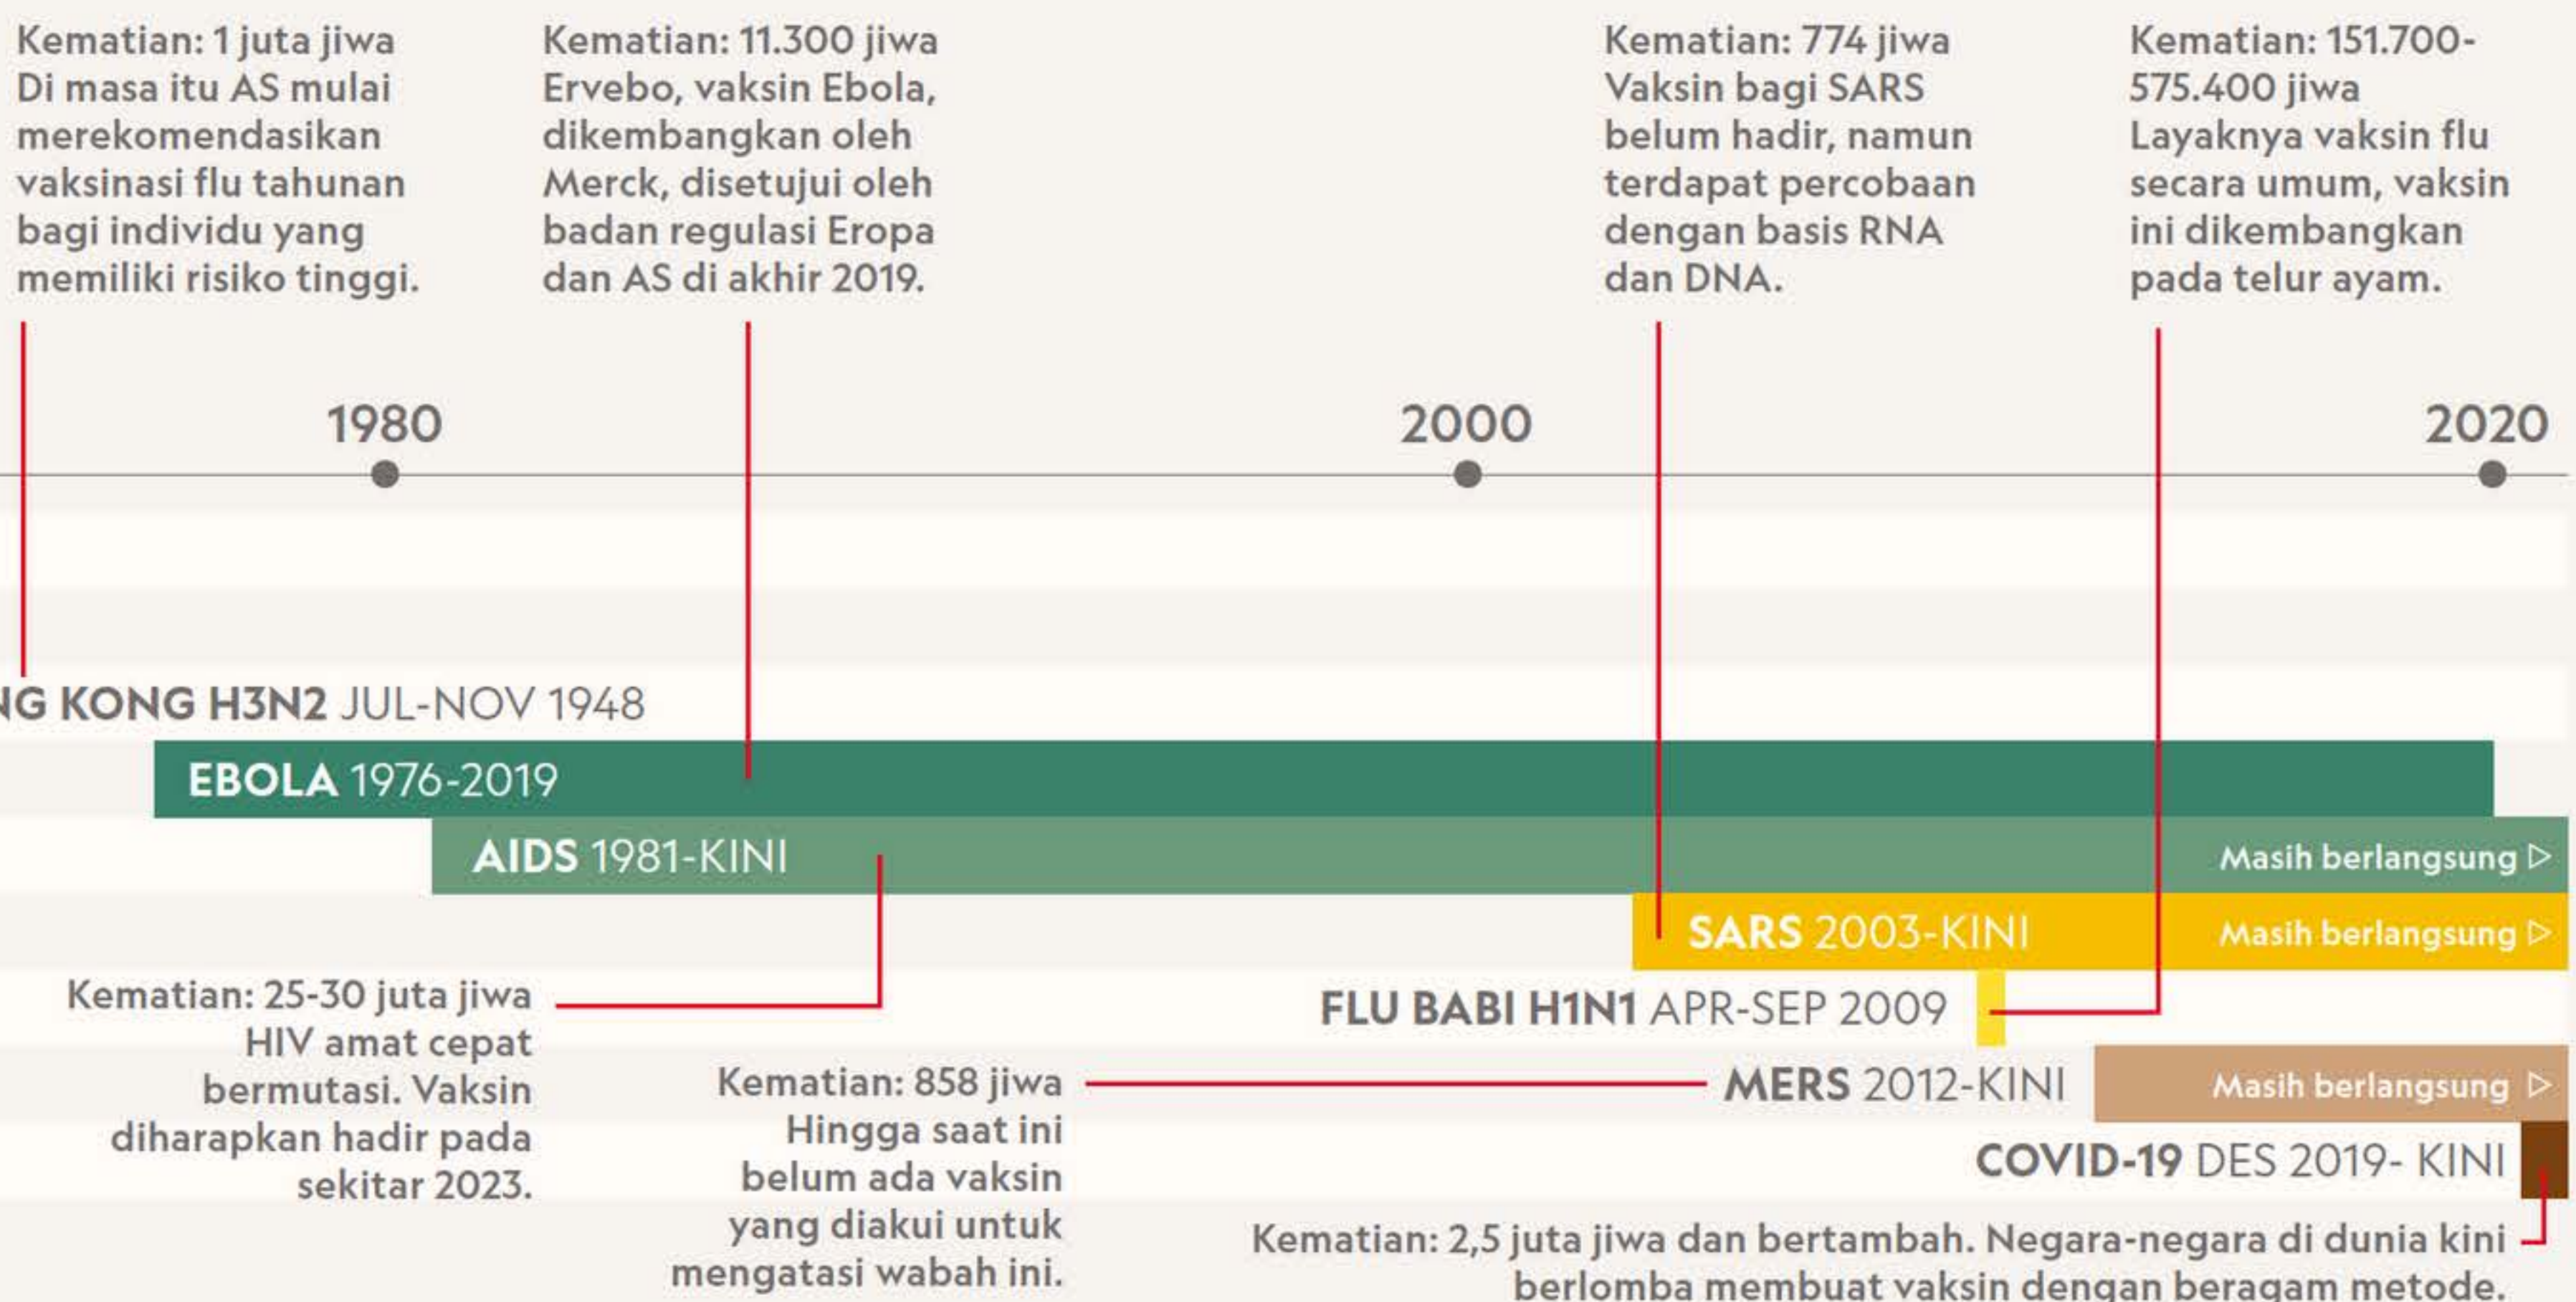 Kematian: 1 juta jiwa
Di masa itu AS mulai
merekomendasikan
vaksinasi flu tahunan
bagi individu yang
memiliki risiko tinggi.
Kematian: 11.300 jiwa
Ervebo, vaksin Ebola,
dikembangkan oleh
Merck, disetujui oleh
badan regulasi Eropa
dan AS di akhir 2019.
Kematian: 774 jiwa
Vaksin bagi SARS
belum hadir, namun
terdapat percobaan
dengan basis RNA
dan DNA.
Kematian: 151.700-
575.400 jiwa
Layaknya vaksin flu
secara umum, vaksin
ini dikembangkan
pada telur ayam.
1980
2000
2020
NG KONG H3N2 JUL-NOV 1948
EBOLA 1976-2019
AIDS 1981-KINI
Masih berlangsung ▷
SARS 2003-KINI
Masih berlangsung ▷
Kematian: 25-30 juta jiwa
HIV amat cepat
bermutasi. Vaksin
diharapkan hadir pada
sekitar 2023.
FLU BABI H1N1 APR-SEP 2009
Kematian: 858 jiwa
Hingga saat ini
belum ada vaksin
yang diakui untuk
mengatasi wabah ini.
MERS 2012-KINI
Masih berlangsung ▷
COVID-19 DES 2019- KINI
Kematian: 2,5 juta jiwa dan bertambah. Negara-negara di dunia kini
berlomba membuat vaksin dengan beragam metode.